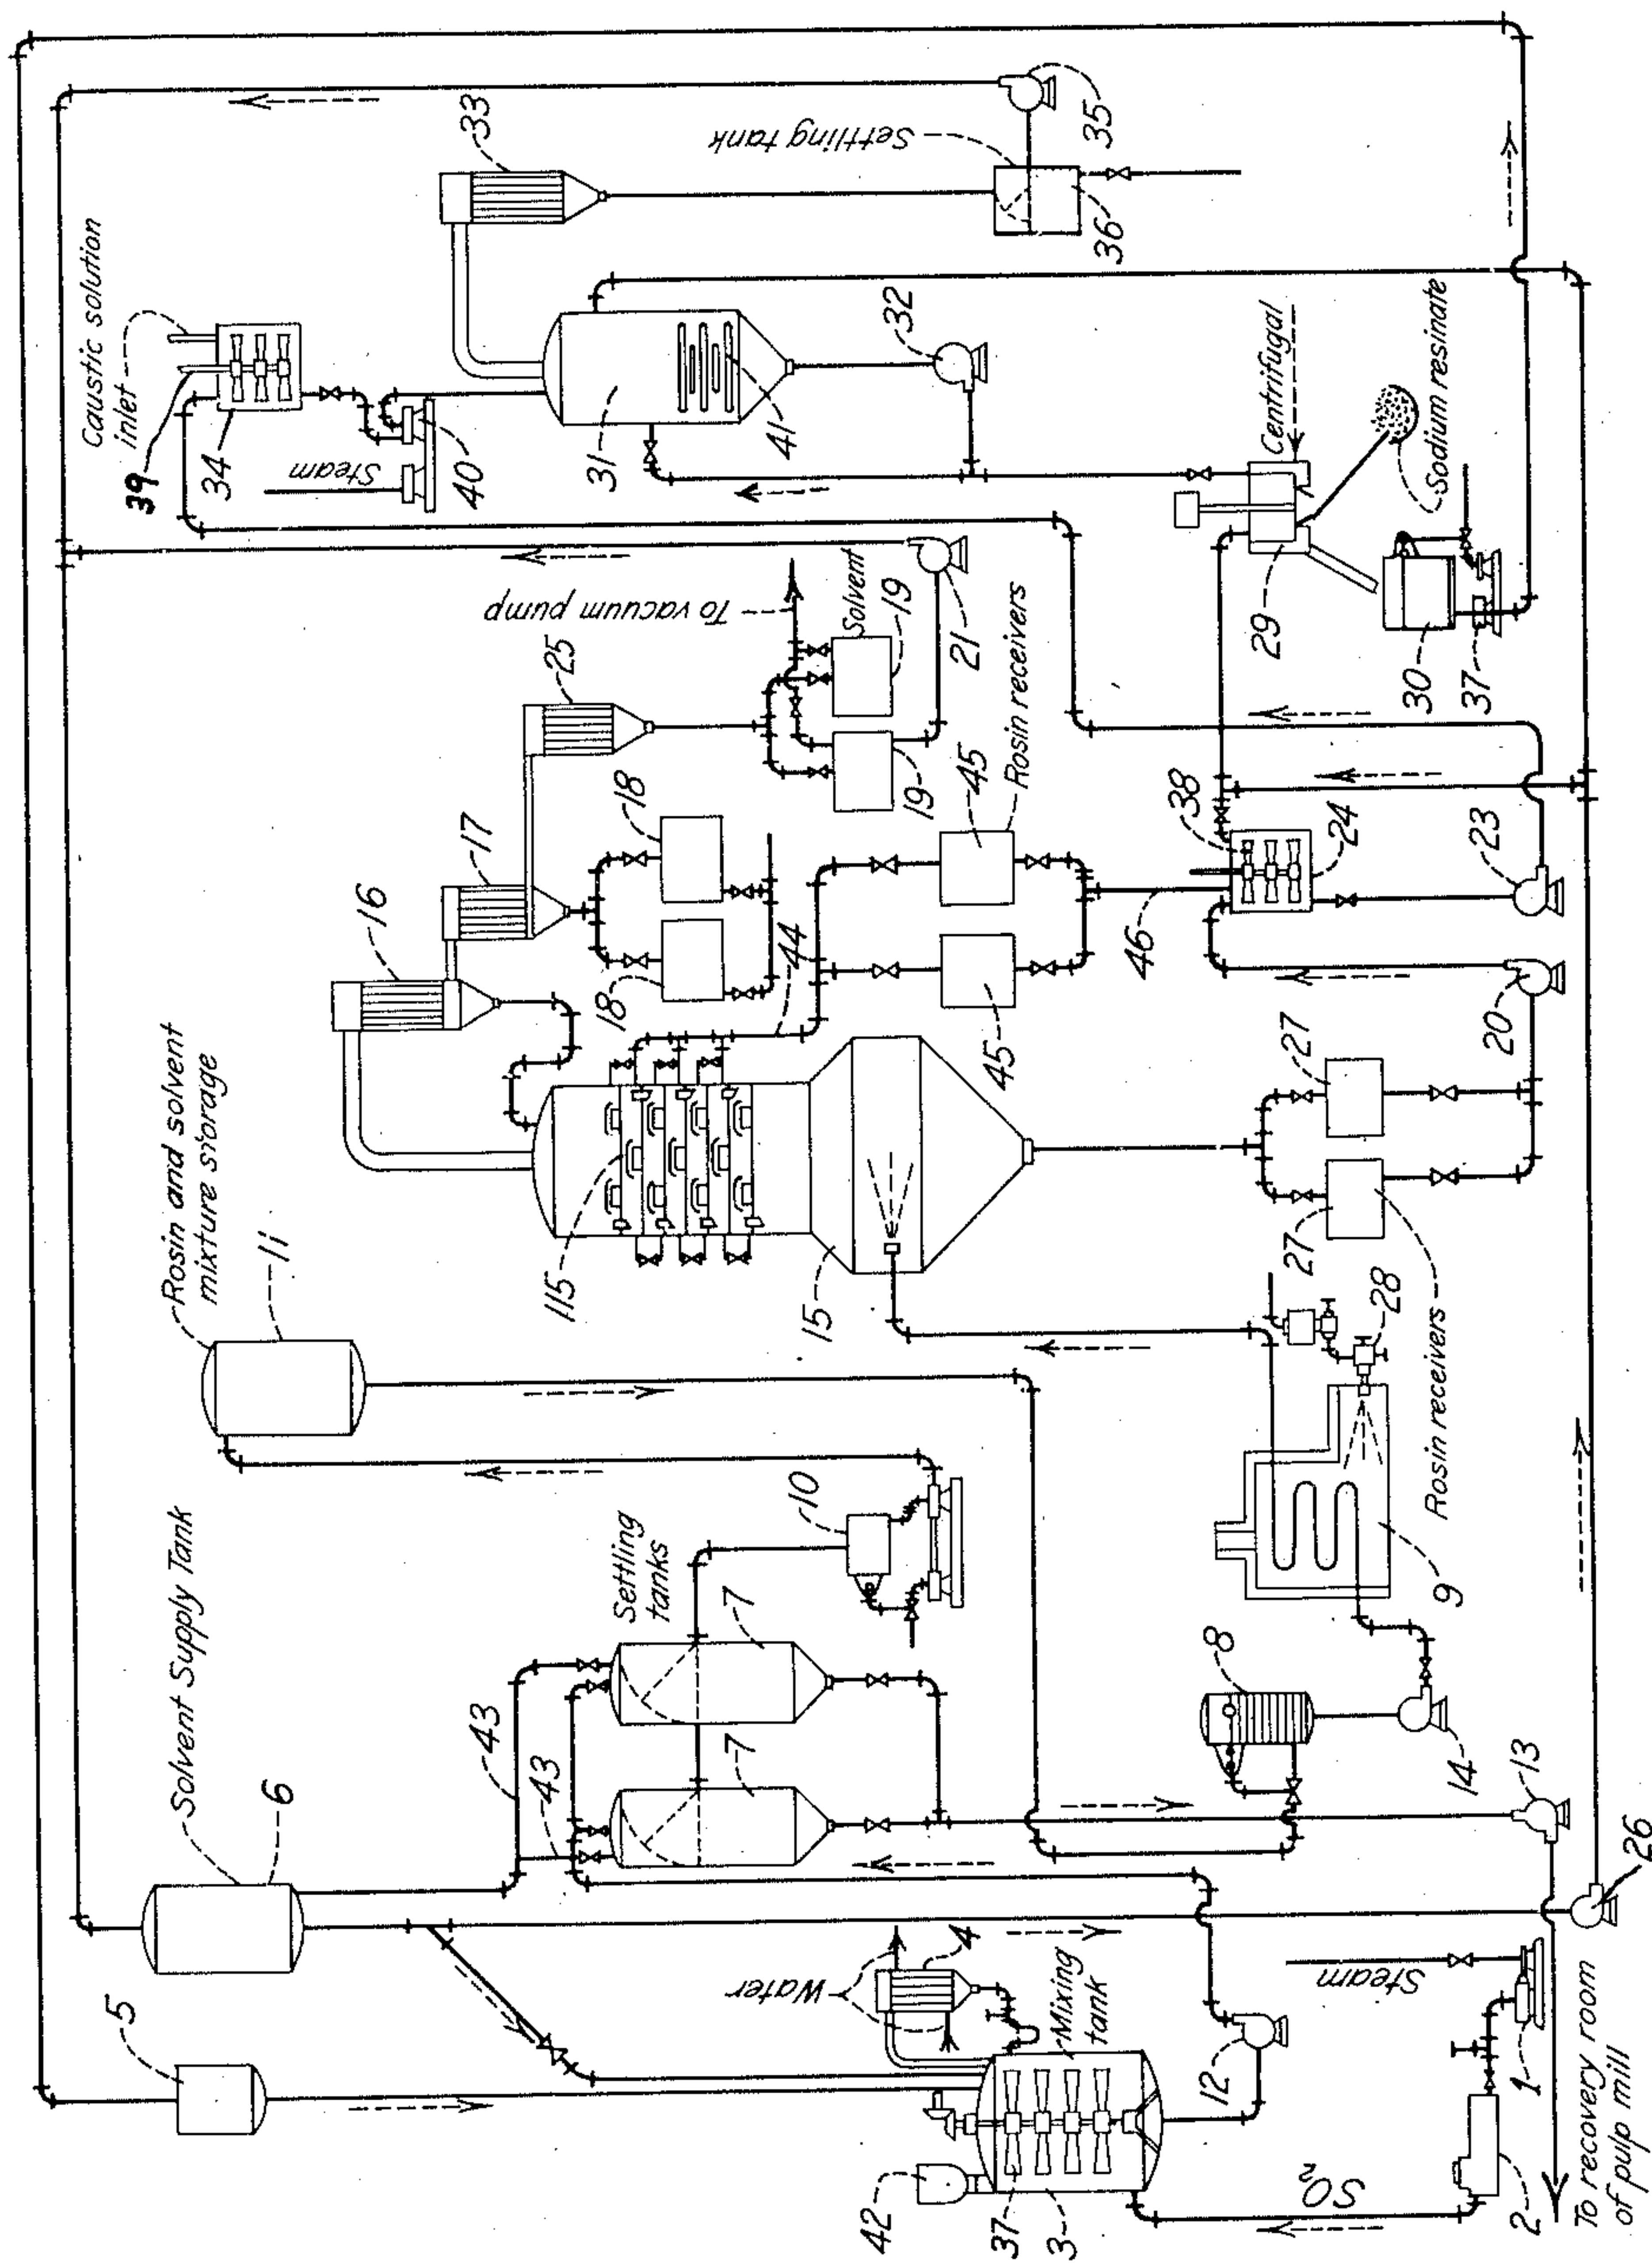 Caustic solution
inlet
39
34
Steam
40
33
Settling tank
35
36
31
41
32
Centrifugal
29
Sodium resinate
30
37
To vacuum pump
25
Solvent
19
19
21
17
16
18
18
44
45
Rosin receivers
45
46
38
24
23
20
Rosin and solvent
mixture storage
11
115
15
27
27
Rosin receivers
28
9
Solvent Supply Tank
6
Settling
tanks
10
43
43
7
7
8
14
13
26
5
Water
4
Mixing
tank
12
42
37
3
SO2
Steam
1
2
To recovery room
of pulp mill